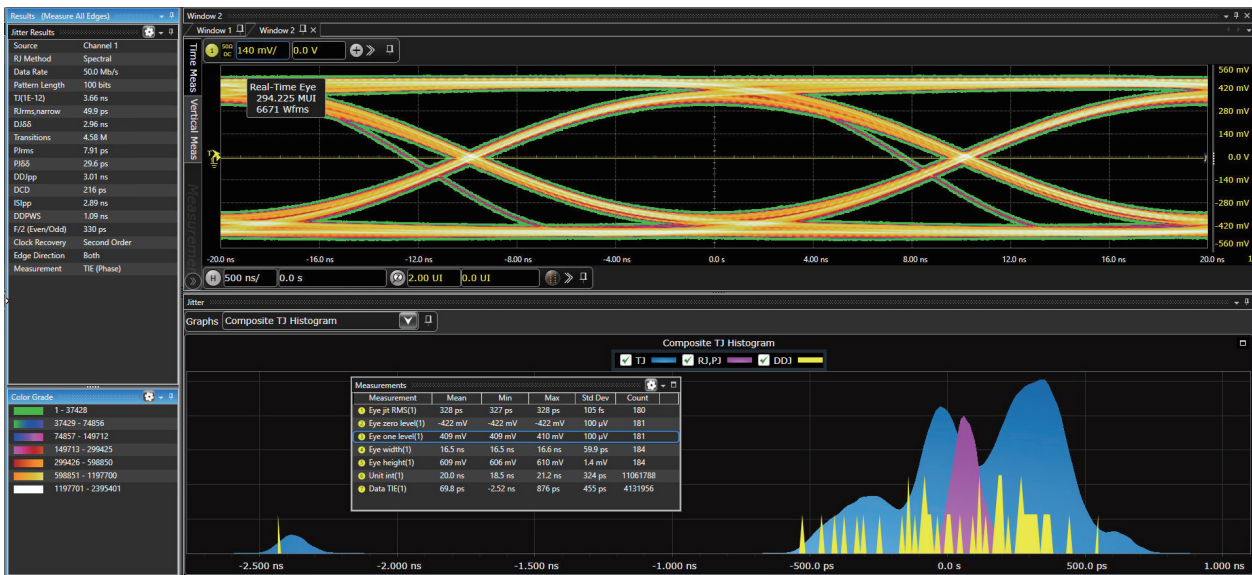 Results (Measure All Edges)
Jitter Results
Source Channel 1
RJ Method Spectral
Data Rate 50.0 Mb/s
Pattern Length 100 bits
TJ(1E-12) 3.66 ns
RJrms,narrow 49.9 ps
DJδδ 2.96 ns
Transitions 4.58 M
PJrms 7.91 ps
PJδδ 29.6 ps
DDJpp 3.01 ns
DCD 216 ps
ISIpp 2.89 ns
DDPWS 1.09 ns
F/2 (Even/Odd) 330 ps
Clock Recovery Second Order
Edge Direction Both
Measurement TIE (Phase)
Color Grade
1 - 37428
37429 - 74856
74857 - 149712
149713 - 299425
299426 - 598850
598851 - 1197700
1197701 - 2395401
Window 2
Window 1 Window 2
Time Meas
Vertical Meas
Measurements
1 50Ω DC 140 mV/ 0.0 V
Real-Time Eye
294.225 MUI
6671 Wfms
560 mV
420 mV
280 mV
140 mV
0.0 V
-140 mV
-280 mV
-420 mV
-560 mV
-20.0 ns -16.0 ns -12.0 ns -8.00 ns -4.00 ns 0.0 s 4.00 ns 8.00 ns 12.0 ns 16.0 ns 20.0 ns
H 500 ns/ 0.0 s 2.00 UI 0.0 UI
Jitter
Graphs Composite TJ Histogram
Composite TJ Histogram
TJ RJ,PJ DDJ
Measurements
Measurement Mean Min Max Std Dev Count
1 Eye jit RMS(1) 328 ps 327 ps 328 ps 105 fs 180
2 Eye zero level(1) -422 mV -422 mV -422 mV 100 µV 181
3 Eye one level(1) 409 mV 409 mV 410 mV 100 µV 181
4 Eye width(1) 16.5 ns 16.5 ns 16.6 ns 59.9 ps 184
5 Eye height(1) 609 mV 606 mV 610 mV 1.4 mV 184
6 Unit int(1) 20.0 ns 18.5 ns 21.2 ns 324 ps 11061788
7 Data TIE(1) 69.8 ps -2.52 ns 876 ps 455 ps 4131956
-2.500 ns -2.000 ns -1.500 ns -1.000 ns -500.0 ps 0.0 s 500.0 ps 1.000 ns